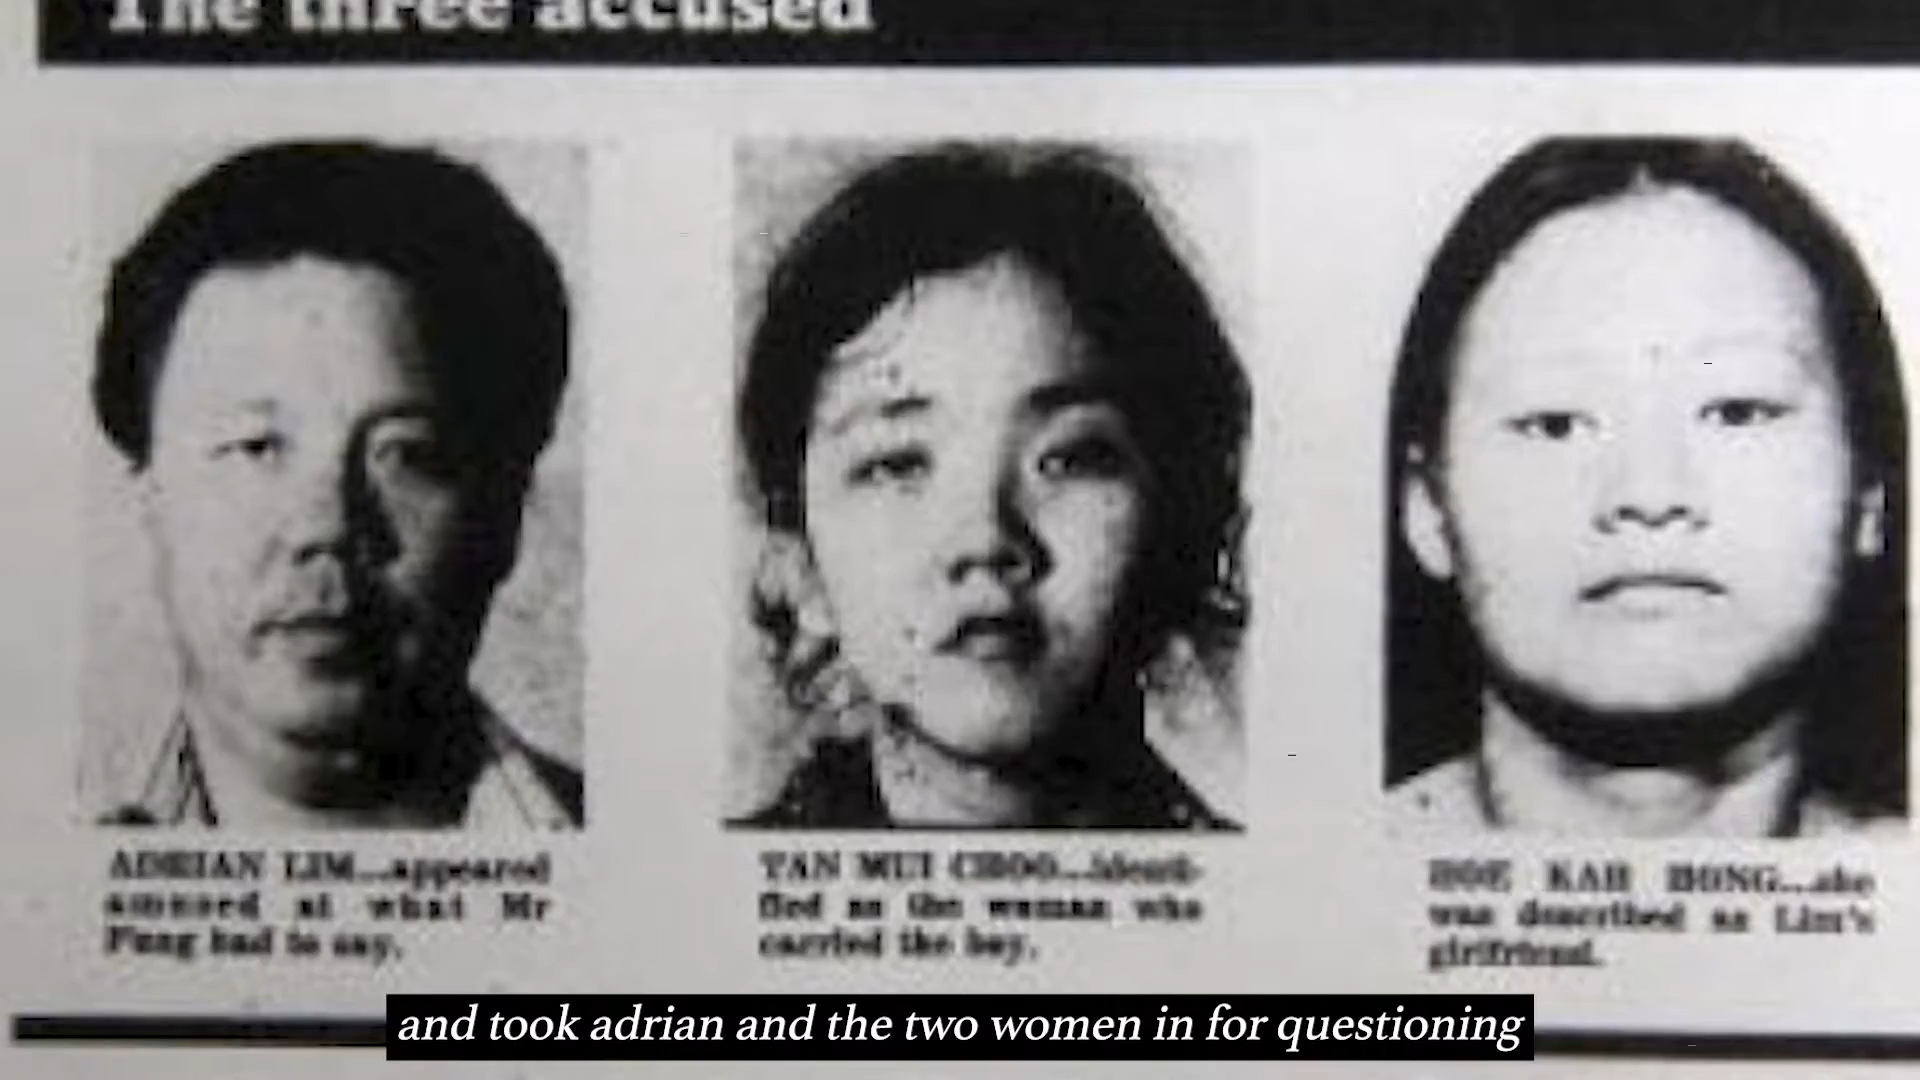 The three accused
ADRIAN LIM...appeared
amused at what Mr
Fung had to say.
TAN MUI CHOO...identi-
fied as the woman who
carried the boy.
HOE KAH HONG...she
was described as Lim's
girlfriend.
and took adrian and the two women in for questioning